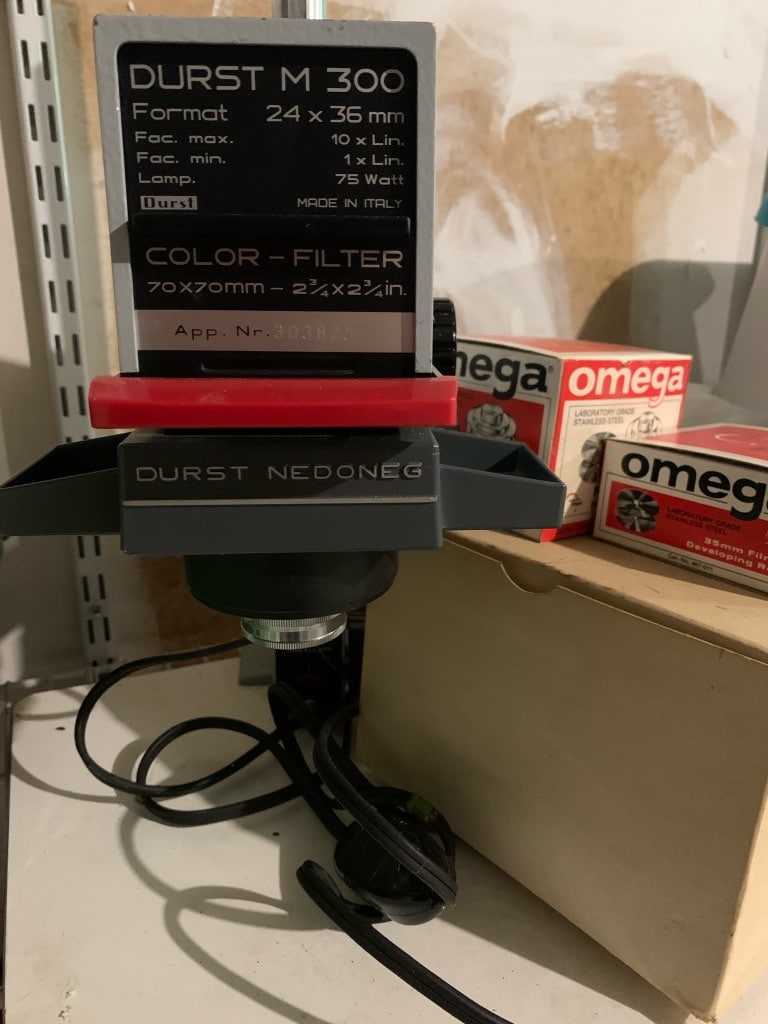 DURST M 300
Format 24 x 36 mm
Fac. max. 10 x Lin.
Fac. min. 1 x Lin.
Lamp. 75 Watt
Durst MADE IN ITALY
COLOR – FILTER
70X70mm – 2¾X2¾in.
App. Nr.
DURST NEDONEG
omega
LABORATORY GRADE
STAINLESS STEEL
omega
LABORATORY GRADE
STAINLESS STEEL
35mm
Developing